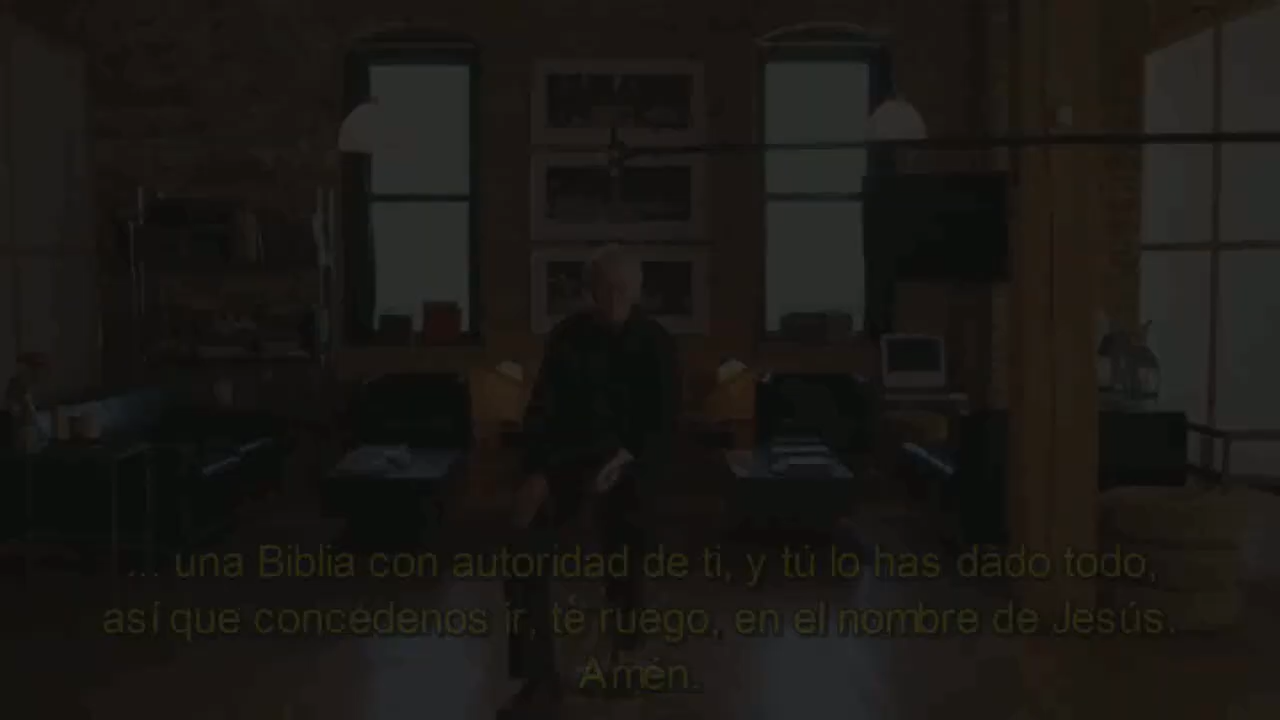 ... una Biblia con autoridad de ti, y tú lo has dado todo,
así que concédenos ir, te ruego, en el nombre de Jesús.
Amén.